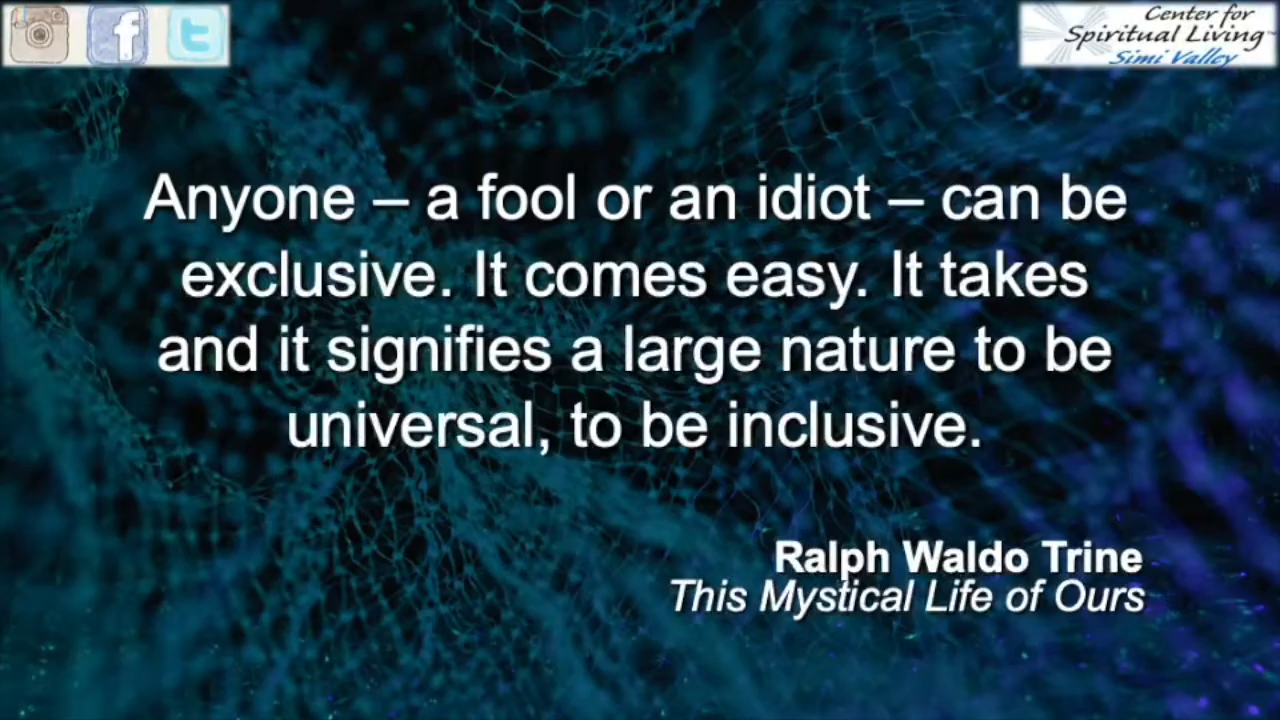 Center for
Spiritual Living
Simi Valley
Anyone – a fool or an idiot – can be
exclusive. It comes easy. It takes
and it signifies a large nature to be
universal, to be inclusive.
Ralph Waldo Trine
This Mystical Life of Ours